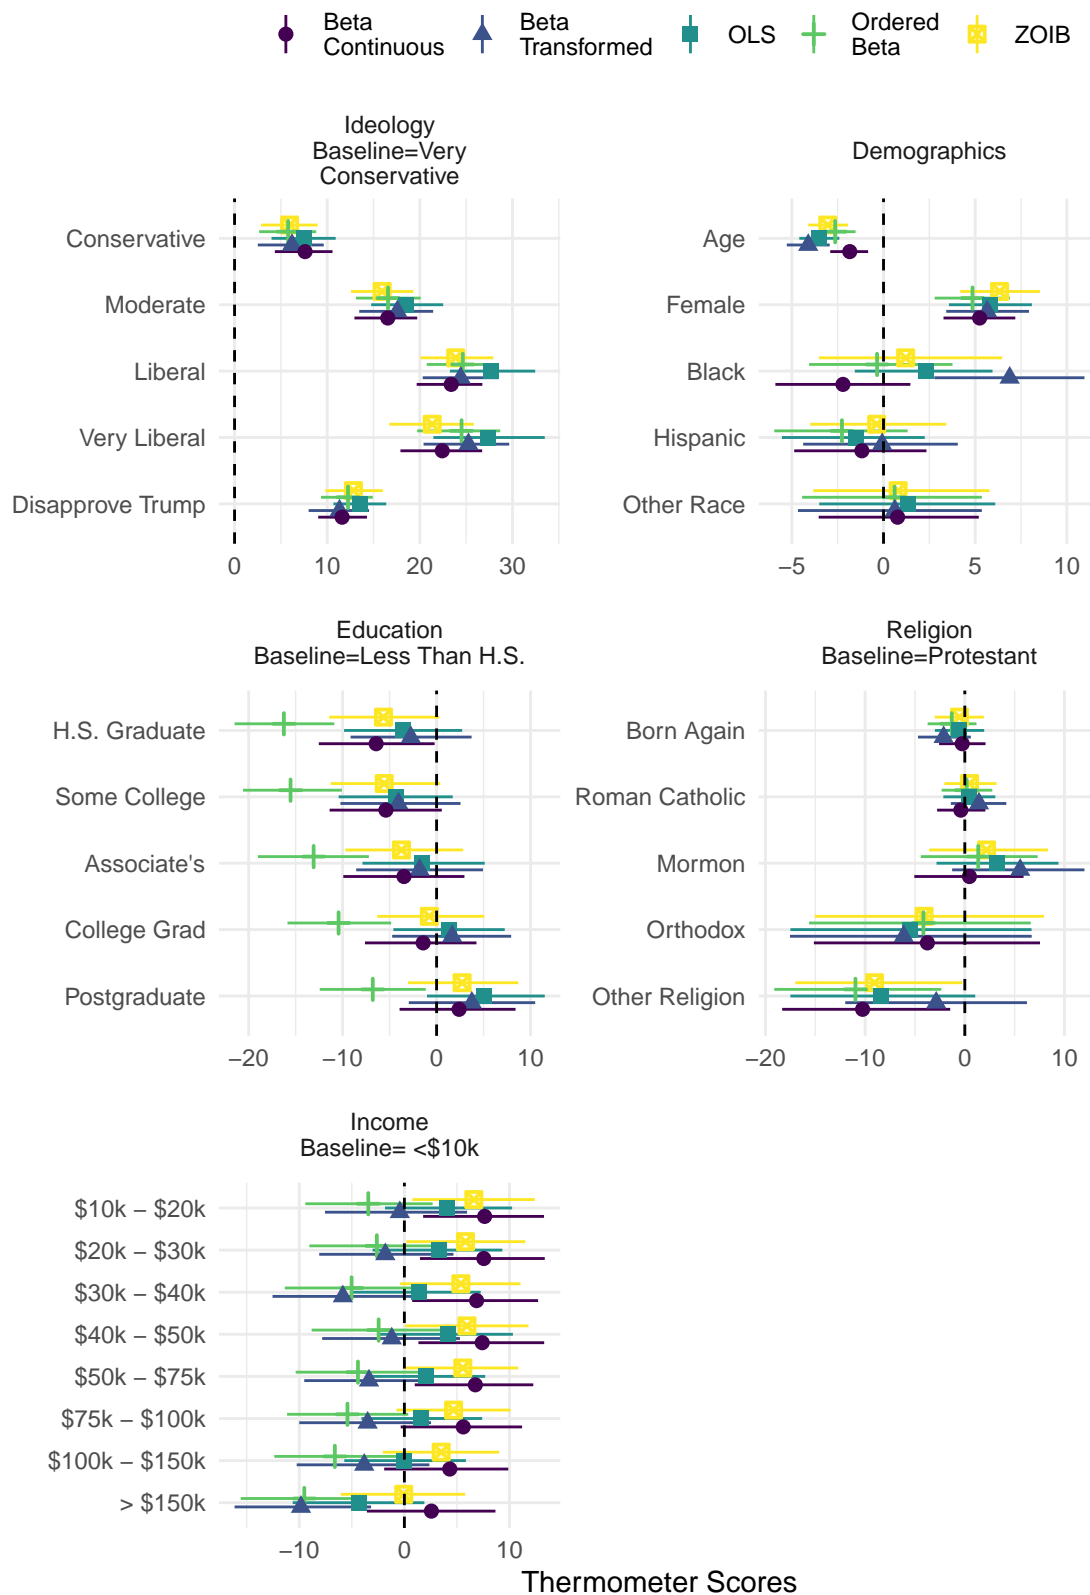 Beta
Continuous
Beta
Transformed
OLS
Ordered
Beta
ZOIB
Ideology
Baseline=Very
Conservative
Conservative
Moderate
Liberal
Very Liberal
Disapprove Trump
0 10 20 30
Demographics
Age
Female
Black
Hispanic
Other Race
−5 0 5 10
Education
Baseline=Less Than H.S.
H.S. Graduate
Some College
Associate's
College Grad
Postgraduate
−20 −10 0 10
Religion
Baseline=Protestant
Born Again
Roman Catholic
Mormon
Orthodox
Other Religion
−20 −10 0 10
Income
Baseline= <$10k
$10k − $20k
$20k − $30k
$30k − $40k
$40k − $50k
$50k − $75k
$75k − $100k
$100k − $150k
> $150k
−10 0 10
Thermometer Scores